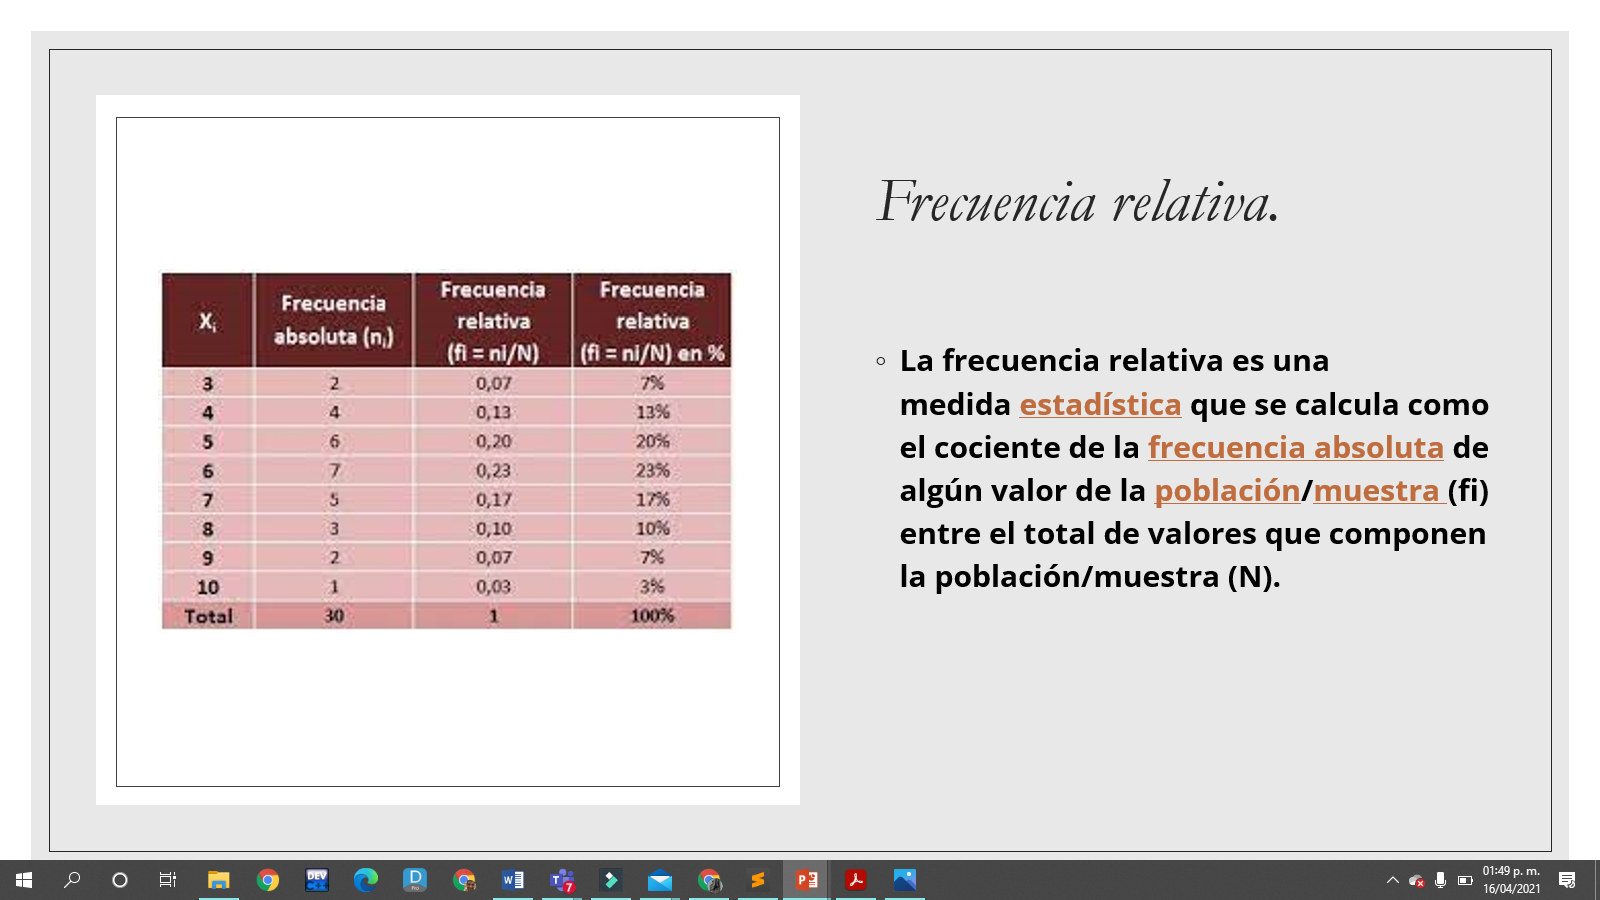 Frecuencia relativa.
Xi
Frecuencia
absoluta (ni)
Frecuencia
relativa
(fi = ni/N)
Frecuencia
relativa
(fi = ni/N) en %
3 2 0,07 7%
4 4 0,13 13%
5 6 0,20 20%
6 7 0,23 23%
7 5 0,17 17%
8 3 0,10 10%
9 2 0,07 7%
10 1 0,03 3%
Total 30 1 100%
La frecuencia relativa es una
medida estadística que se calcula como
el cociente de la frecuencia absoluta de
algún valor de la población/muestra (fi)
entre el total de valores que componen
la población/muestra (N).
DEV
D
Pro
W
T
7
P
01:49 p. m.
16/04/2021